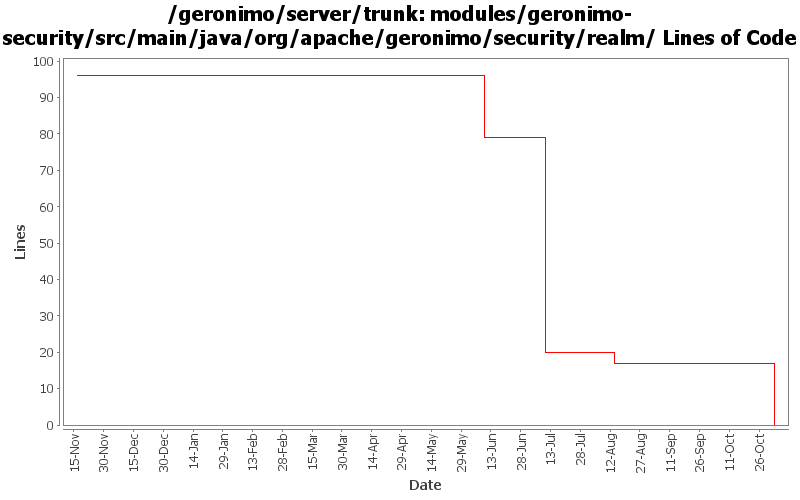 /geronimo/server/trunk: modules/geronimo-
security/src/main/java/org/apache/geronimo/security/realm/ Lines of Code
100
90
80
70
60
50
40
30
20
10
0
Lines
15-Nov
30-Nov
15-Dec
30-Dec
14-Jan
29-Jan
13-Feb
28-Feb
15-Mar
30-Mar
14-Apr
29-Apr
14-May
29-May
13-Jun
28-Jun
13-Jul
28-Jul
12-Aug
27-Aug
11-Sep
26-Sep
11-Oct
26-Oct
Date